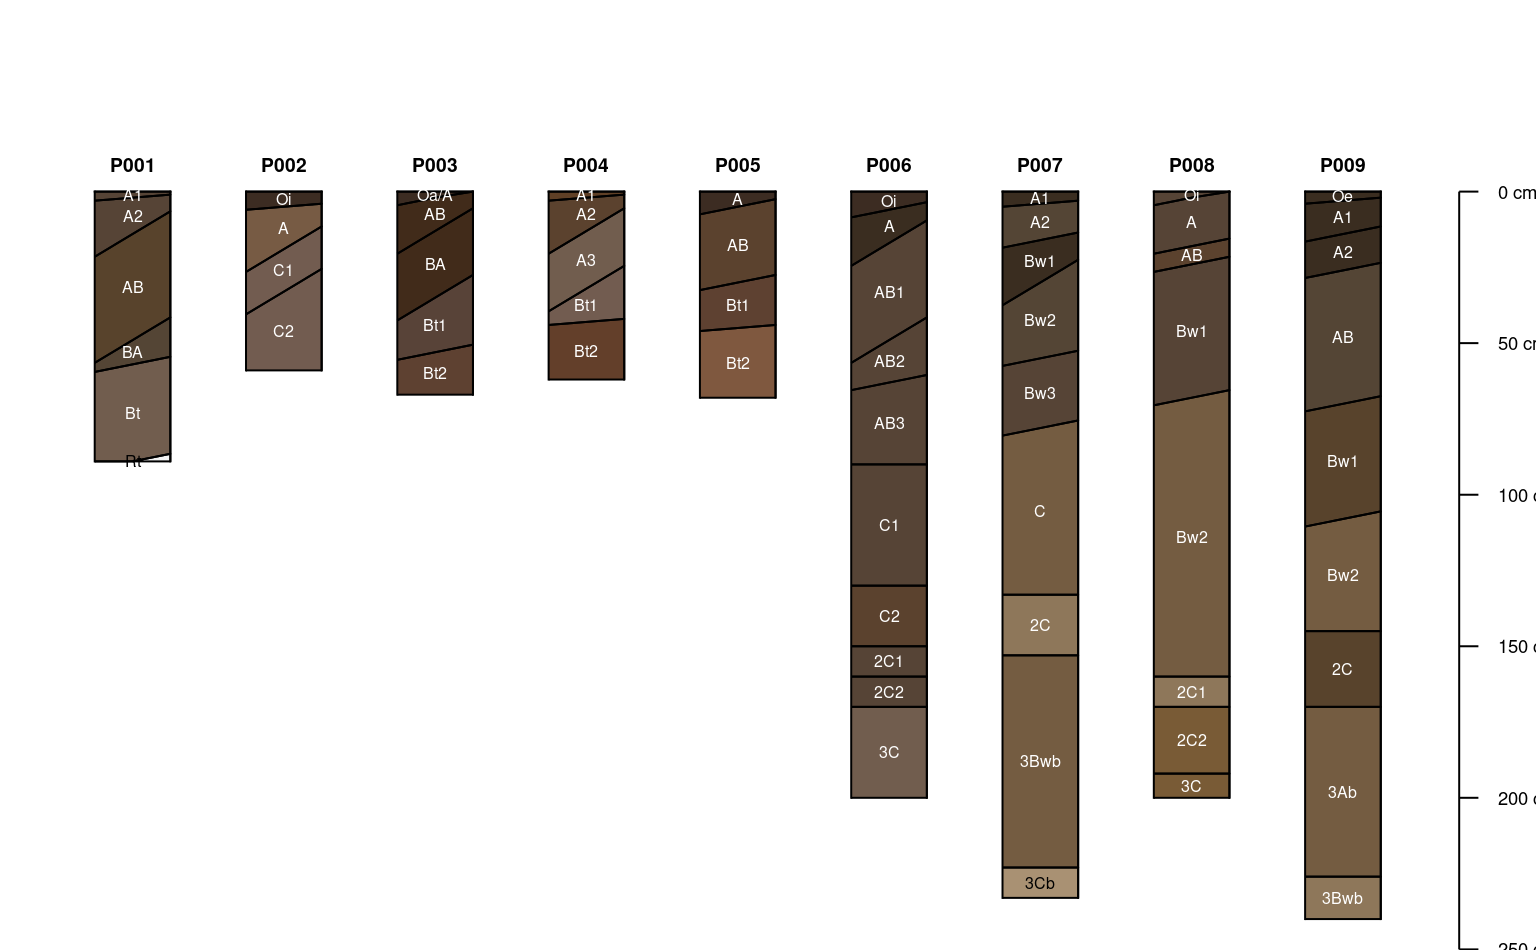 P001 P002 P003 P004 P005 P006 P007 P008 P009
A1
A2
AB
BA
Bt
Rt
Oi
A
C1
C2
Oa/A
AB
BA
Bt1
Bt2
A1
A2
A3
Bt1
Bt2
A
AB
Bt1
Bt2
Oi
A
AB1
AB2
AB3
C1
C2
2C1
2C2
3C
A1
A2
Bw1
Bw2
Bw3
C
2C
3Bwb
3Cb
Oi
A
AB
Bw1
Bw2
2C1
2C2
3C
Oe
A1
A2
AB
Bw1
Bw2
2C
3Ab
3Bwb
0 cm
50 cm
100 c
150 c
200 c
250 c